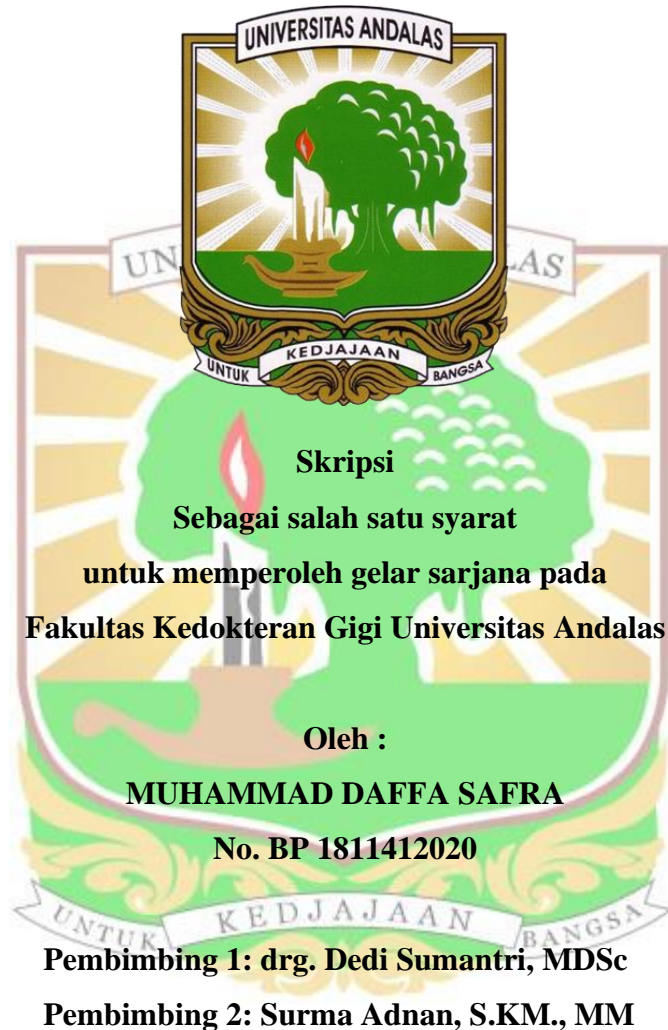 UNIVERSITAS ANDALAS
UNTUK KEDJAJAAN BANGSA
Skripsi
Sebagai salah satu syarat
untuk memperoleh gelar sarjana pada
Fakultas Kedokteran Gigi Universitas Andalas
Oleh :
MUHAMMAD DAFFA SAFRA
No. BP 1811412020
UNTUK KEDJAJAAN BANGSA
Pembimbing 1: drg. Dedi Sumantri, MDSc
Pembimbing 2: Surma Adnan, S.KM., MM